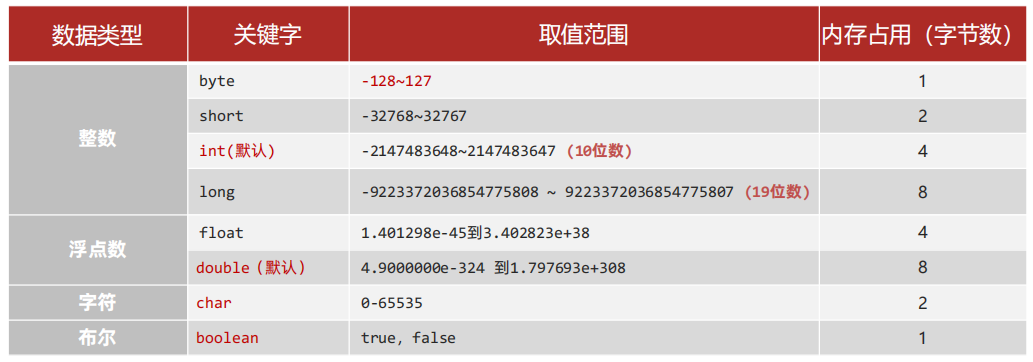 数据类型 关键字 取值范围 内存占用（字节数）
整数 byte -128~127 1
short -32768~32767 2
int(默认) -2147483648~2147483647 (10位数) 4
long -9223372036854775808 ~ 9223372036854775807 (19位数) 8
浮点数 float 1.401298e-45到3.402823e+38 4
double (默认) 4.9000000e-324 到1.797693e+308 8
字符 char 0-65535 2
布尔 boolean true, false 1